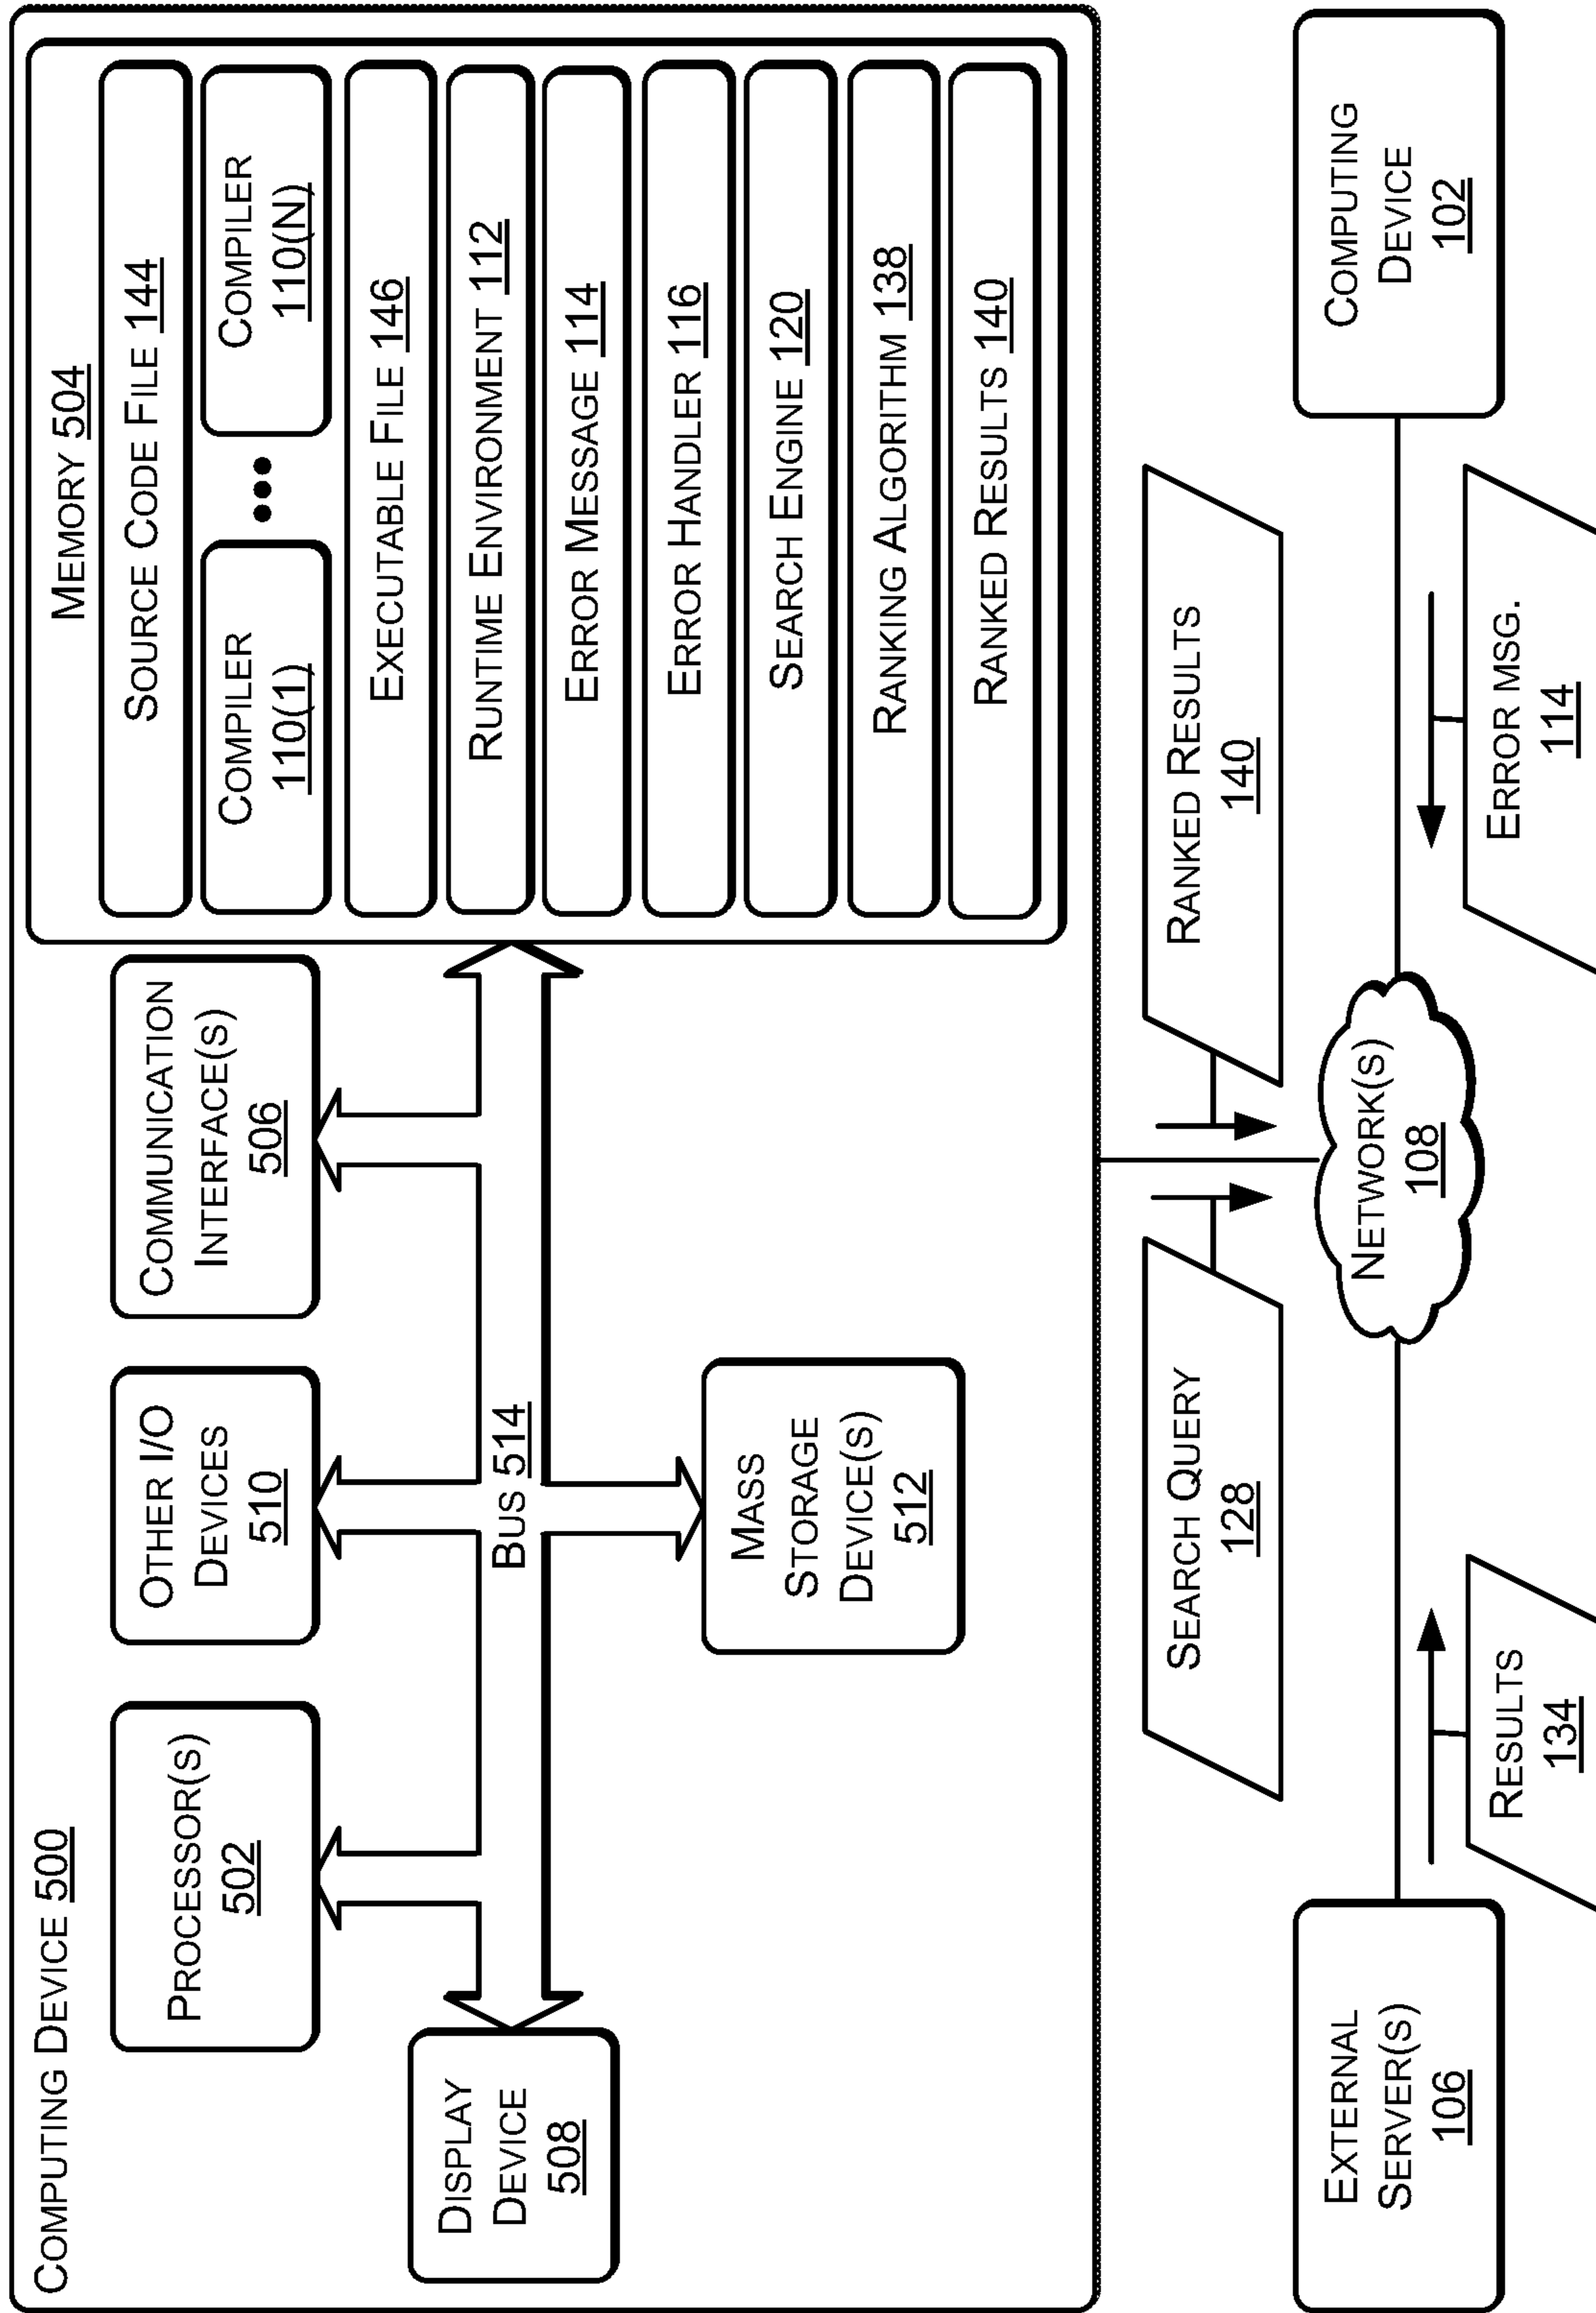 COMPUTING DEVICE 500
PROCESSOR(S)
502
OTHER I/O
DEVICES
510
COMMUNICATION
INTERFACE(S)
506
DISPLAY
DEVICE
508
BUS 514
MASS
STORAGE
DEVICE(S)
512
MEMORY 504
SOURCE CODE FILE 144
COMPILER
110(1)
COMPILER
110(N)
EXECUTABLE FILE 146
RUNTIME ENVIRONMENT 112
ERROR MESSAGE 114
ERROR HANDLER 116
SEARCH ENGINE 120
RANKING ALGORITHM 138
RANKED RESULTS 140
SEARCH QUERY
128
RANKED RESULTS
140
EXTERNAL
SERVER(S)
106
NETWORK(S)
108
COMPUTING
DEVICE
102
RESULTS
134
ERROR MSG.
114